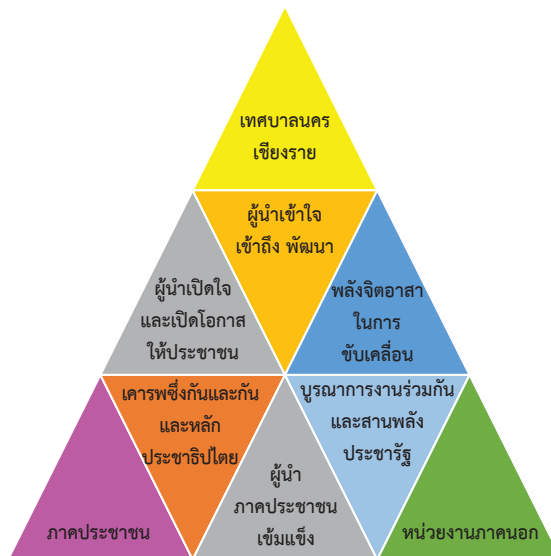 เทศบาลนคร
เชียงราย
ผู้นำเข้าใจ
เข้าถึง พัฒนา
ผู้นำเปิดใจ
และเปิดโอกาส
ให้ประชาชน
พลังจิตอาสา
ในการ
ขับเคลื่อน
เคารพซึ่งกันและกัน
และหลัก
ประชาธิปไตย
บูรณาการงานร่วมกัน
และสานพลัง
ประชารัฐ
ภาคประชาชน
ผู้นำ
ภาคประชาชน
เข้มแข็ง
หน่วยงานภาคนอก